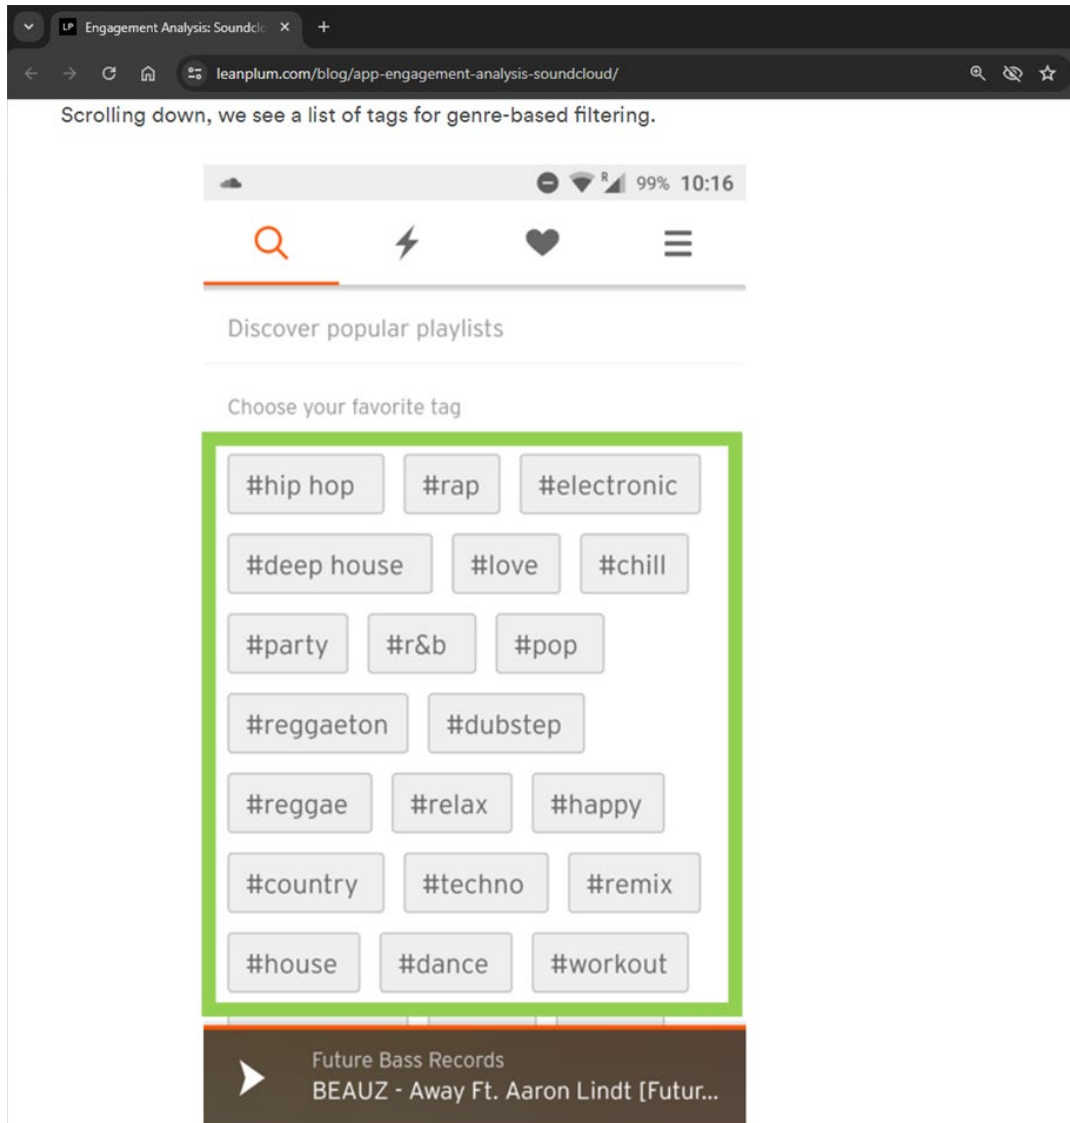 LP Engagement Analysis: Soundclo
leanplum.com/blog/app-engagement-analysis-soundcloud/
Scrolling down, we see a list of tags for genre-based filtering.
R 99% 10:16
Discover popular playlists
Choose your favorite tag
#hip hop #rap #electronic
#deep house #love #chill
#party #r&b #pop
#reggaeton #dubstep
#reggae #relax #happy
#country #techno #remix
#house #dance #workout
Future Bass Records
BEAUZ - Away Ft. Aaron Lindt [Futur...